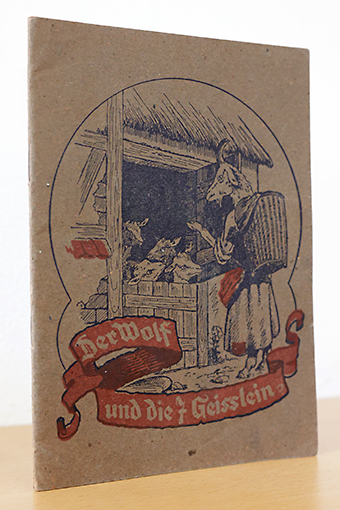 Der Wolf
und die 7 Geisslein